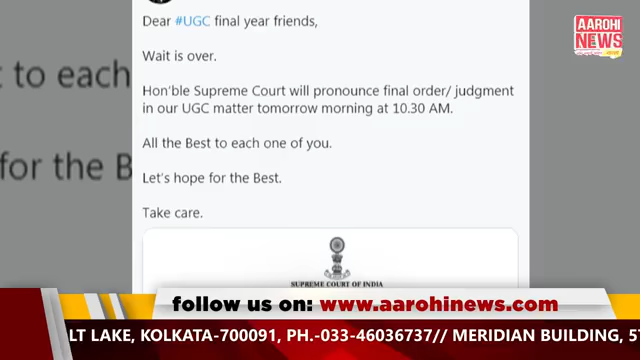 Dear #UGC final year friends,
AAROHI
NEWS
Wait is over.
t to each
Hon'ble Supreme Court will pronounce final order/ judgment
in our UGC matter tomorrow morning at 10.30 AM.
All the Best to each one of you.
for the B
Let's hope for the Best.
Take care.
SUPREME COURT OF INDIA
follow us on: www.aarohinews.com
LT LAKE, KOLKATA-700091, PH.-033-46036737// MERIDIAN BUILDING, 57